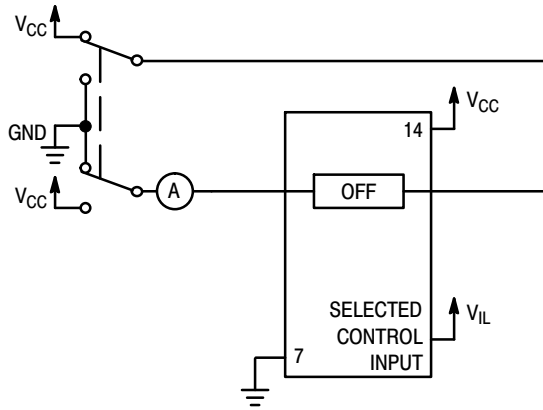 VCC
GND
VCC
A
14
VCC
OFF
SELECTED
CONTROL
INPUT
VIL
7